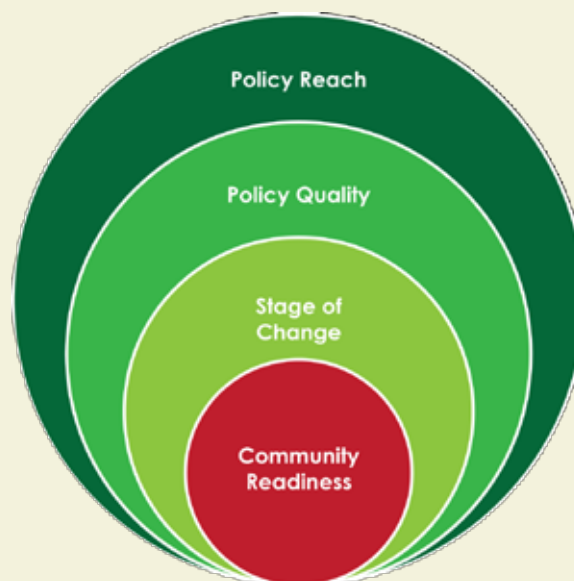 Policy Reach
Policy Quality
Stage of
Change
Community
Readiness